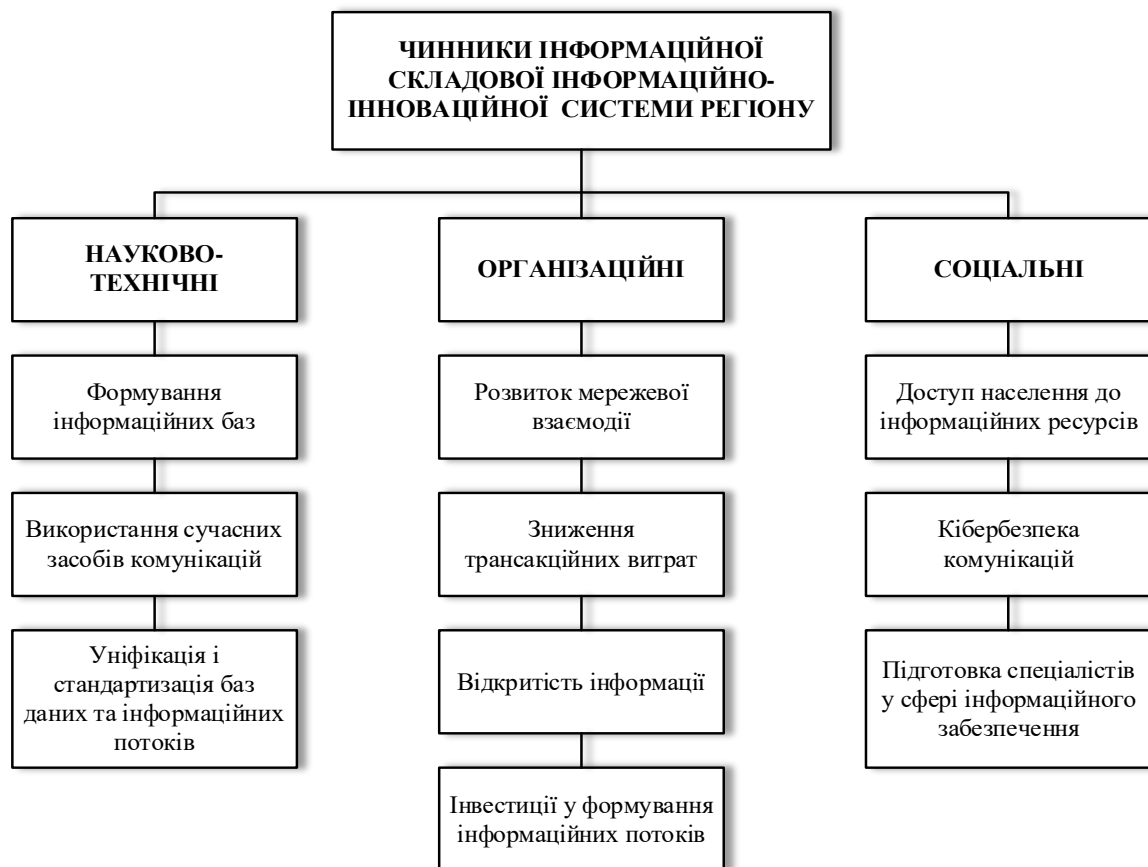 ЧИННИКИ ІНФОРМАЦІЙНОЇ
СКЛАДОВОЇ ІНФОРМАЦІЙНО-
ІННОВАЦІЙНОЇ СИСТЕМИ РЕГІОНУ
НАУКОВО-
ТЕХНІЧНІ
Формування
інформаційних баз
Використання сучасних
засобів комунікацій
Уніфікація і
стандартизація баз
даних та інформаційних
потоків
ОРГАНІЗАЦІЙНІ
Розвиток мережевої
взаємодії
Зниження
трансакційних витрат
Відкритість інформації
Інвестиції у формування
інформаційних потоків
СОЦІАЛЬНІ
Доступ населення до
інформаційних ресурсів
Кібербезпека
комунікацій
Підготовка спеціалістів
у сфері інформаційного
забезпечення